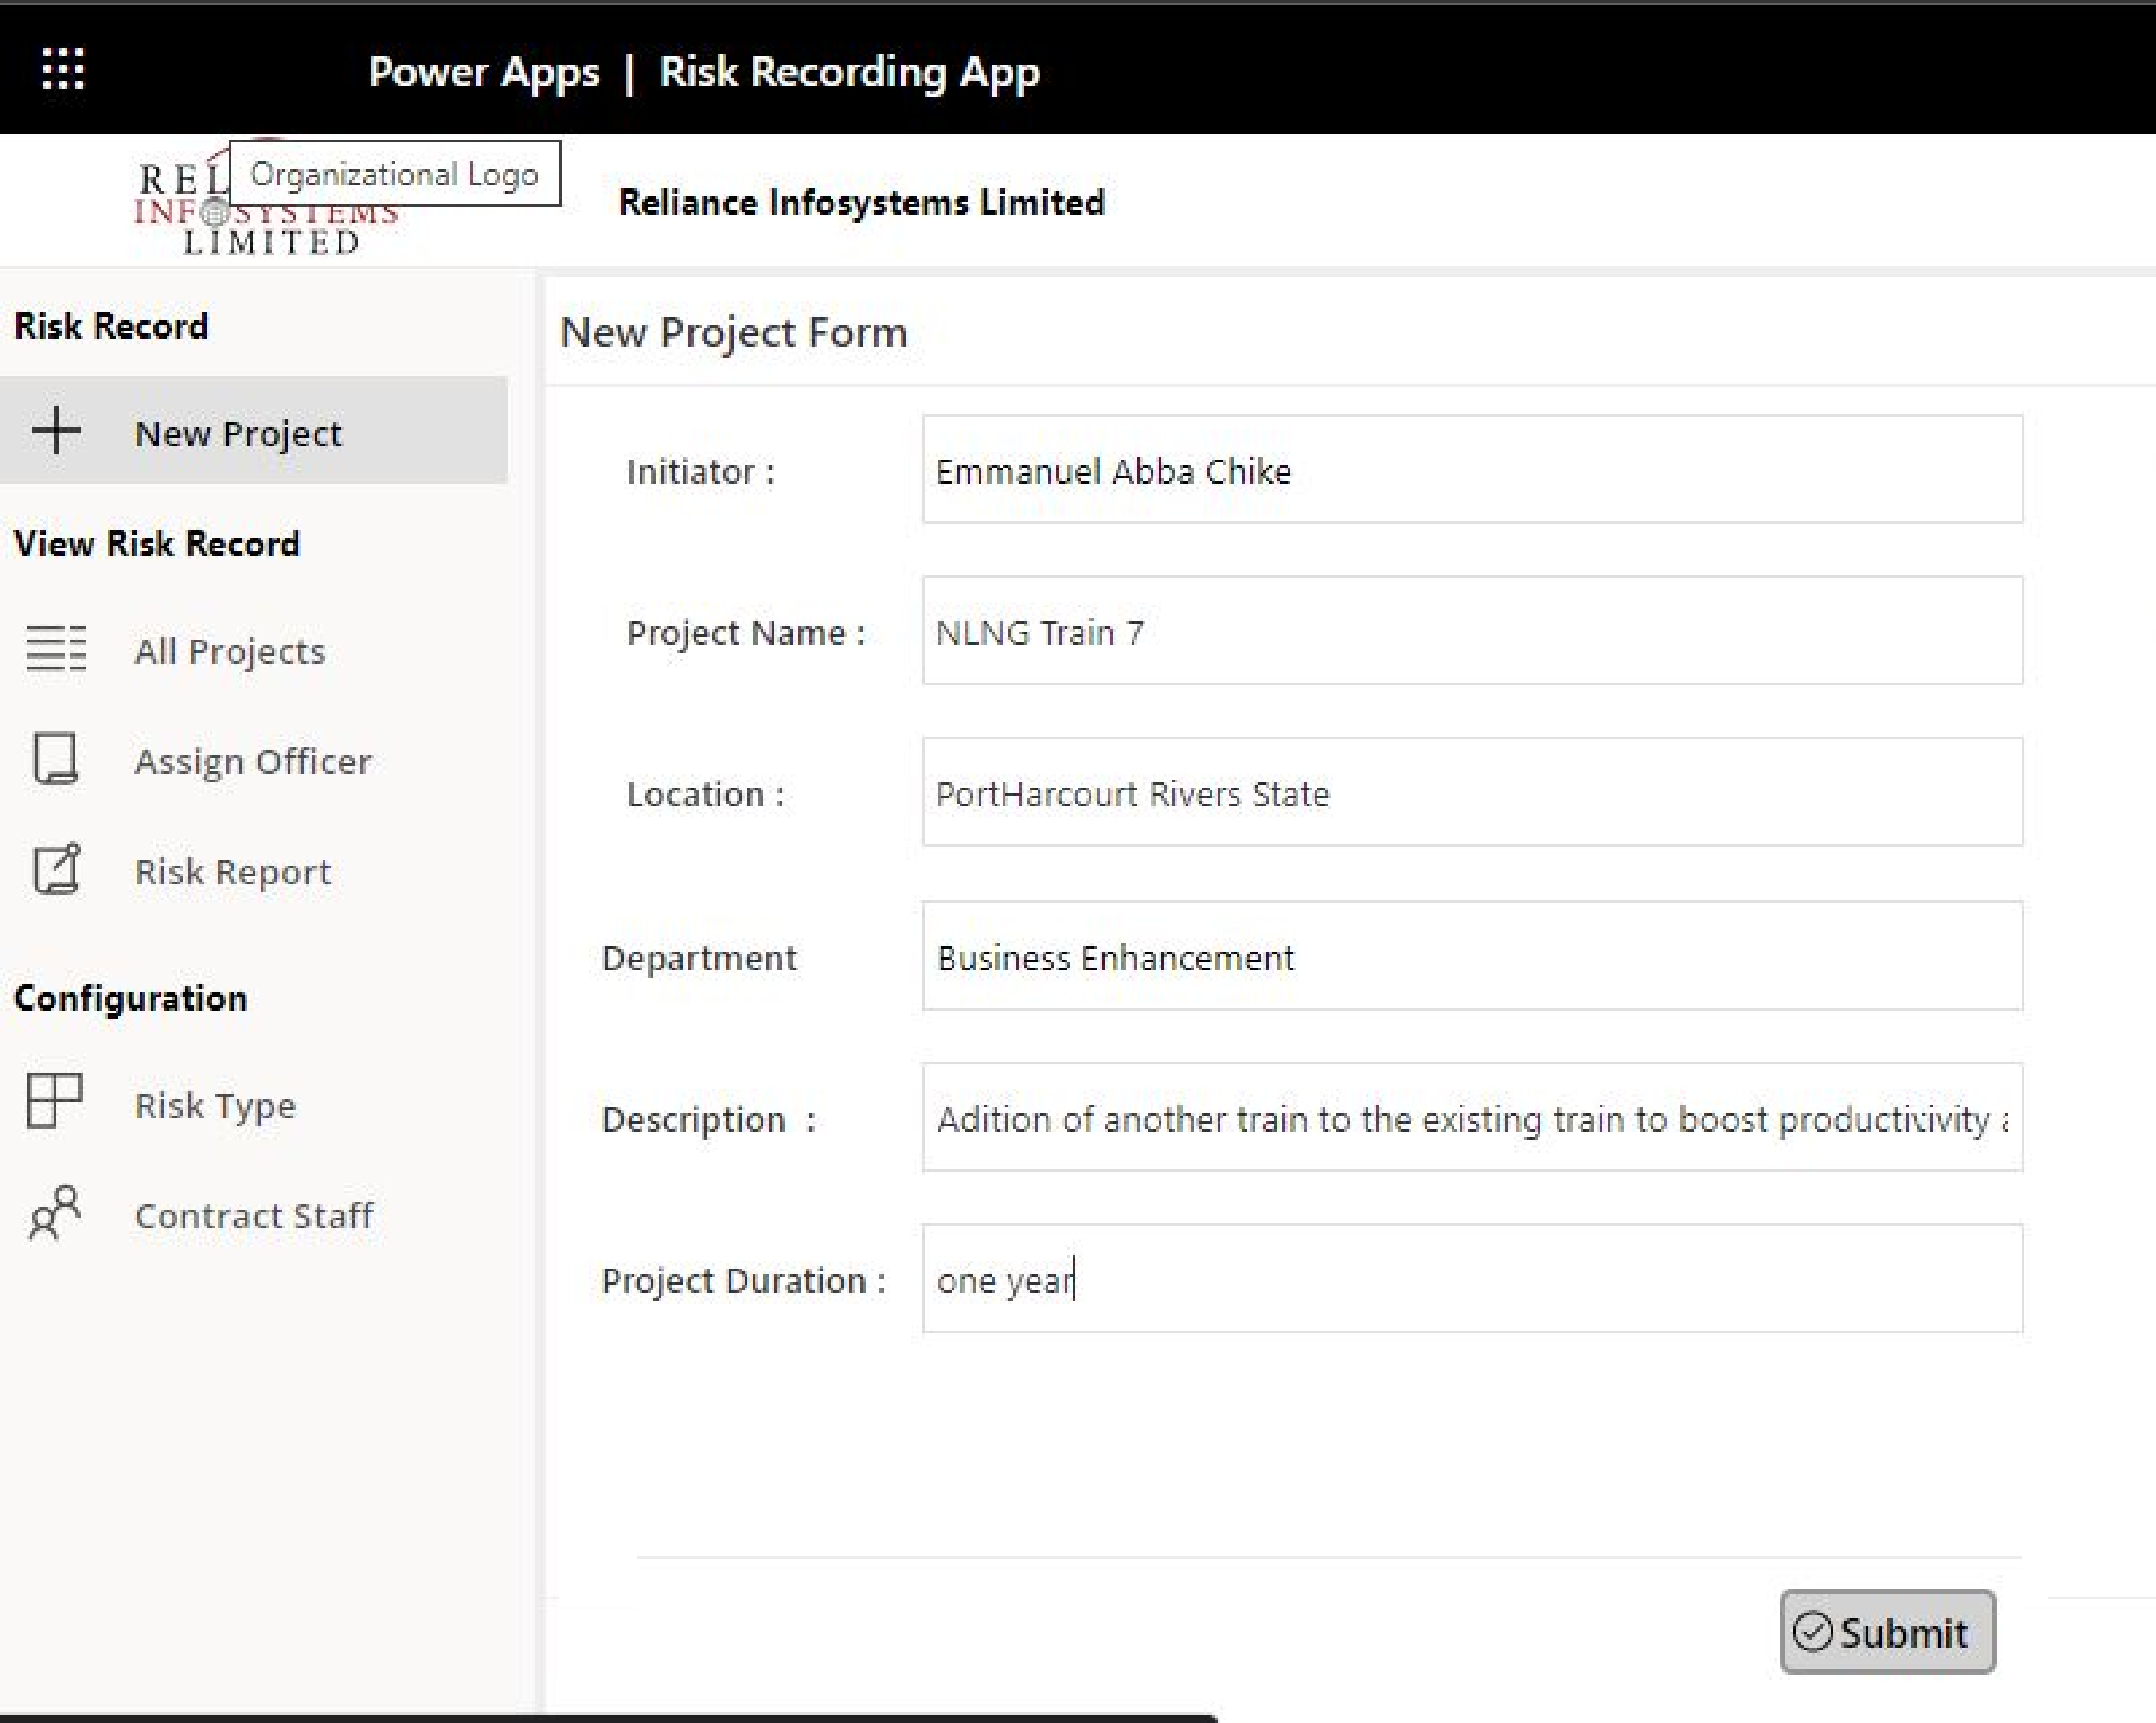 Power Apps | Risk Recording App
Organizational Logo
REL
INFOSYSTEMS
LIMITED
Reliance Infosystems Limited
Risk Record
New Project
View Risk Record
All Projects
Assign Officer
Risk Report
Configuration
Risk Type
Contract Staff
New Project Form
Initiator : Emmanuel Abba Chike
Project Name : NLNG Train 7
Location : PortHarcourt Rivers State
Department Business Enhancement
Description : Adition of another train to the existing train to boost productivivity
Project Duration : one year
Submit